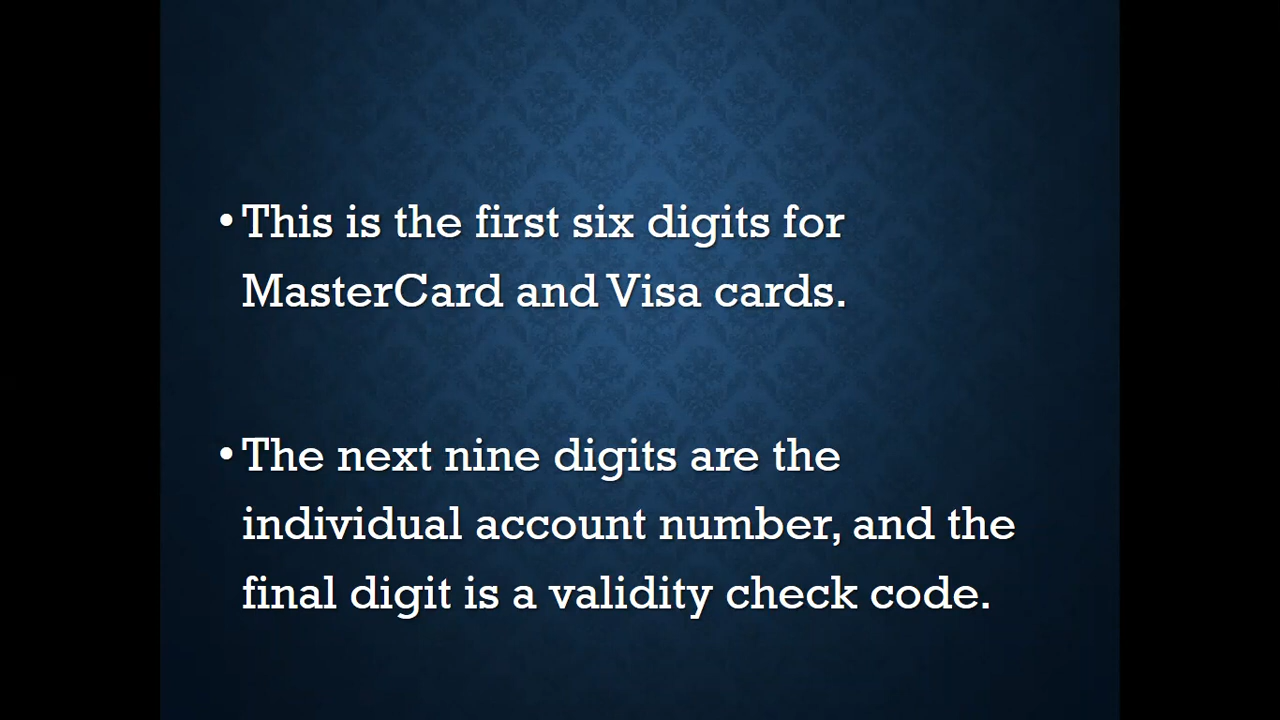 • This is the first six digits for
MasterCard and Visa cards.
• The next nine digits are the
individual account number, and the
final digit is a validity check code.